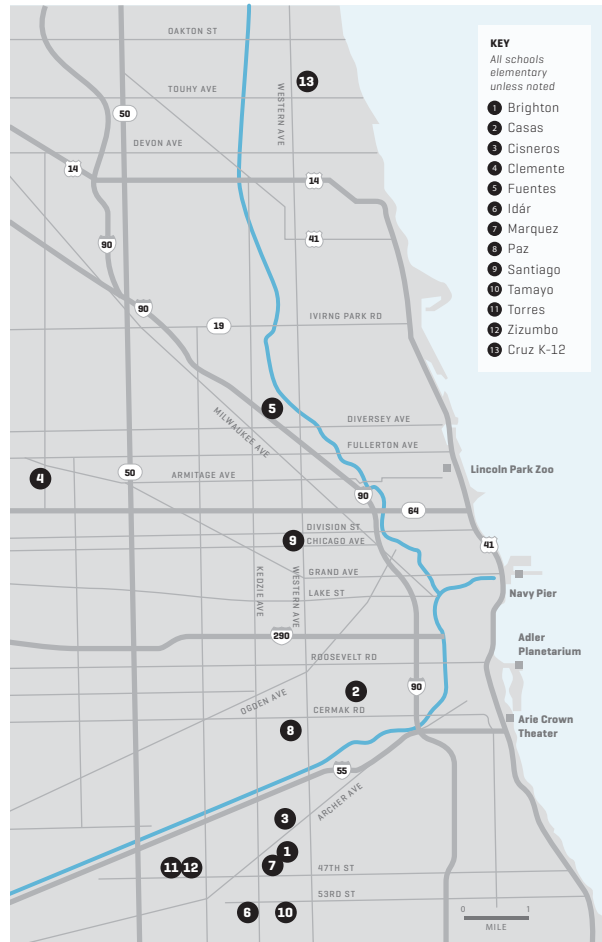 OAKTON ST
KEY
All schools
elementary
unless noted
1 Brighton
2 Casas
3 Cisneros
4 Clemente
5 Fuentes
6 Idár
7 Marquez
8 Paz
9 Santiago
10 Tamayo
11 Torres
12 Zizumbo
13 Cruz K-12
13
TOUHY AVE
WESTERN AVE
50
DEVON AVE
14
14
41
90
90
19
IVIRNG PARK RD
5
MILWAUKEE AVE
DIVERSEY AVE
FULLERTON AVE
4
50
ARMITAGE AVE
Lincoln Park Zoo
90
64
DIVISION ST
9
CHICAGO AVE
41
KEDZIE AVE
WESTERN AVE
GRAND AVE
LAKE ST
Navy Pier
290
Adler
Planetarium
ROOSEVELT RD
OGDEN AVE
2
90
CERMAK RD
Arie Crown
Theater
8
55
ARCHER AVE
3
1
11
12
7
47TH ST
53RD ST
6
10
0
1
MILE